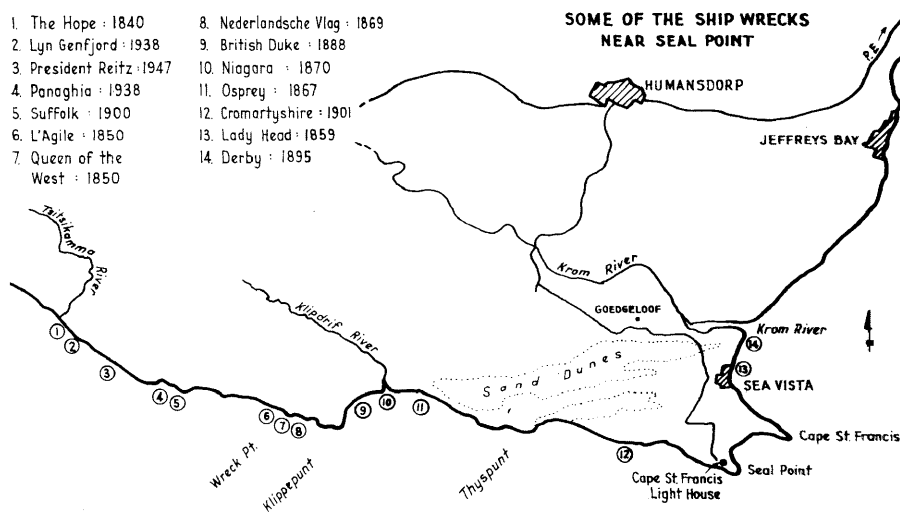 SOME OF THE SHIP WRECKS
NEAR SEAL POINT
1. The Hope : 1840
2. Lyn Genfjord : 1938
3. President Reitz : 1947
4. Panaghia : 1938
5. Suffolk : 1900
6. L'Agile : 1850
7. Queen of the
West : 1850
8. Nederlandsche Vlag : 1869
9. British Duke : 1888
10. Niagara : 1870
11. Osprey : 1867
12. Cromartyshire : 1901
13. Lady Head : 1859
14. Derby : 1895
P.E.
HUMANSDORP
JEFFREYS BAY
Tsitsikamma
River
Klipdrif River
Krom River
GOEDGELOOF
Krom River
Sand Dunes
SEA VISTA
Cape St. Francis
Seal Point
Cape St. Francis
Light House
Wreck Pt.
Klippepunt
Thyspunt
1
2
3
4
5
6
7
8
9
10
11
12
13
14